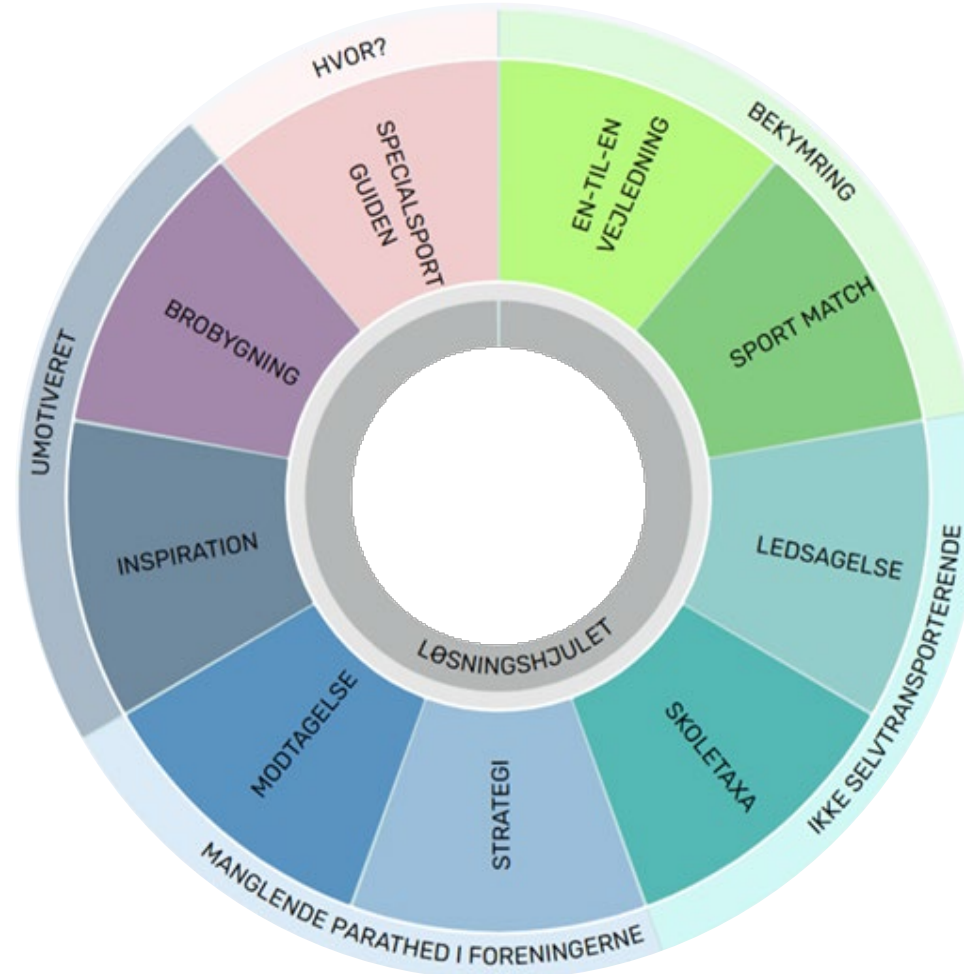 HVOR?
SPECIALSPORT
GUIDEN
BEKYMRING
EN-TIL-EN
VEJLEDNING
SPORT MATCH
IKKE SELVTRANSPORTERENDE
LEDSAGELSE
SKOLETAXA
MANGLENDE PARATHED I FORENINGERNE
STRATEGI
MODTAGELSE
UMOTIVERET
INSPIRATION
BROBYGNING
LØSNINGSHJULET